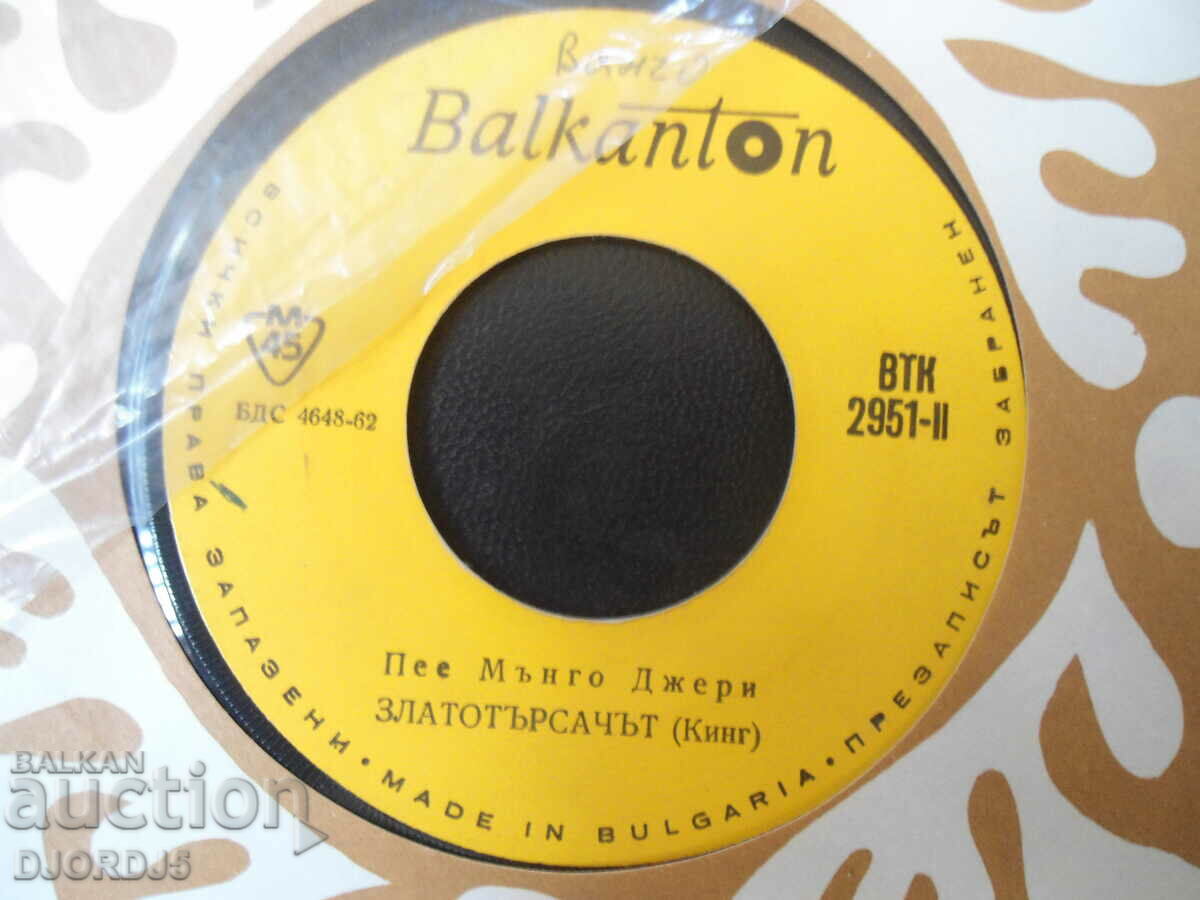 Ванчо
Balkanton
ВСИЧКИ ПРАВА ЗАПАЗЕНИ • MADE IN BULGARIA • ПРЕЗАПИСЪТ ЗАБРАНЕН
M
45
БДС 4648-62
ВТК
2951-II
Пее Мънго Джери
ЗЛАТОТЪРСАЧЪТ (Кинг)
BALKAN
auction
DJORDJ5